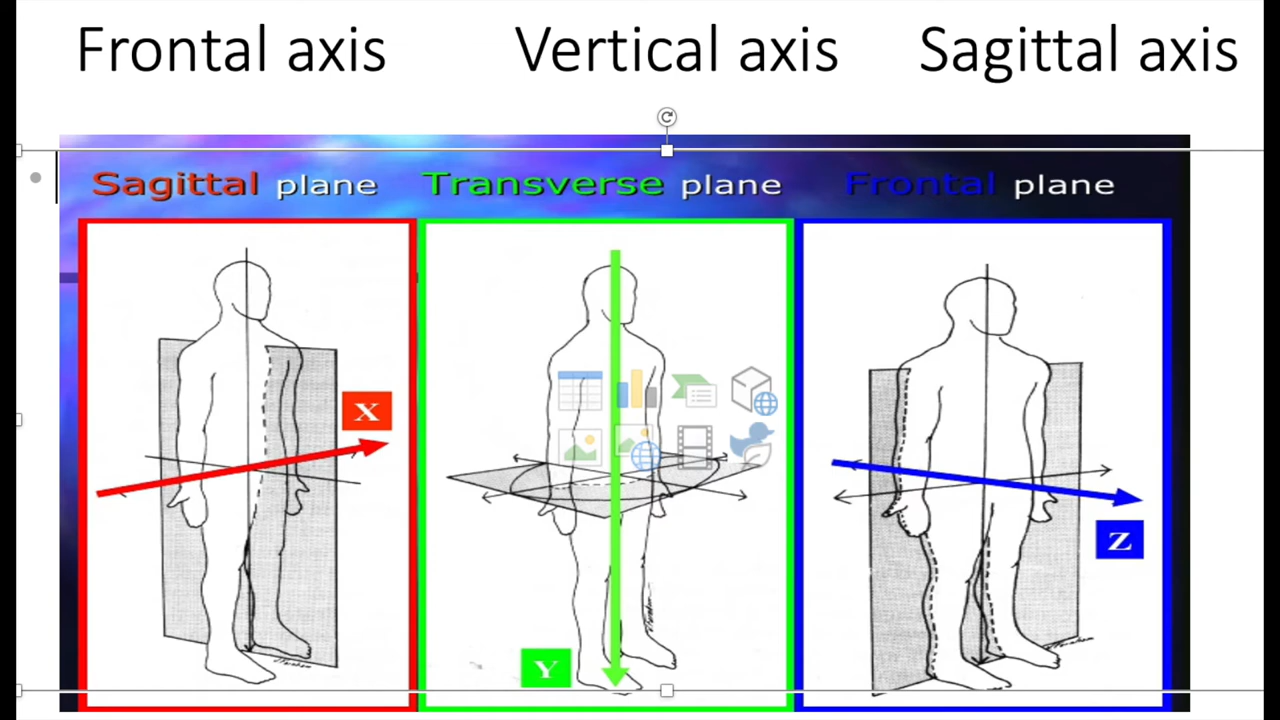 Frontal axis Vertical axis Sagittal axis
Sagittal plane Transverse plane Frontal plane
X
Z
Y